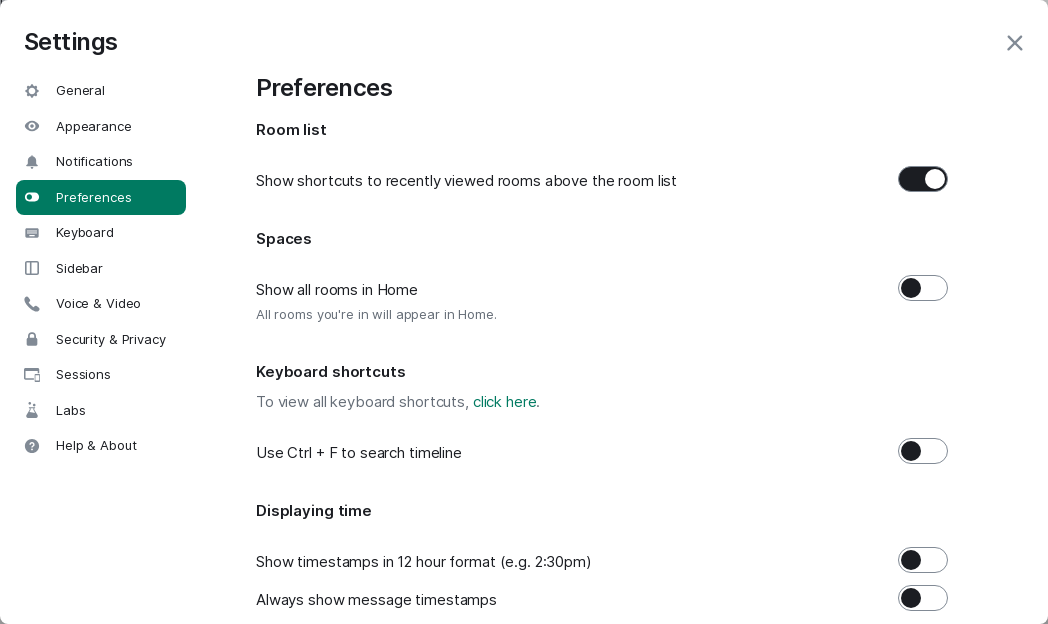 Settings
General
Appearance
Notifications
Preferences
Keyboard
Sidebar
Voice & Video
Security & Privacy
Sessions
Labs
Help & About
Preferences
Room list
Show shortcuts to recently viewed rooms above the room list
Spaces
Show all rooms in Home
All rooms you're in will appear in Home.
Keyboard shortcuts
To view all keyboard shortcuts, click here.
Use Ctrl + F to search timeline
Displaying time
Show timestamps in 12 hour format (e.g. 2:30pm)
Always show message timestamps